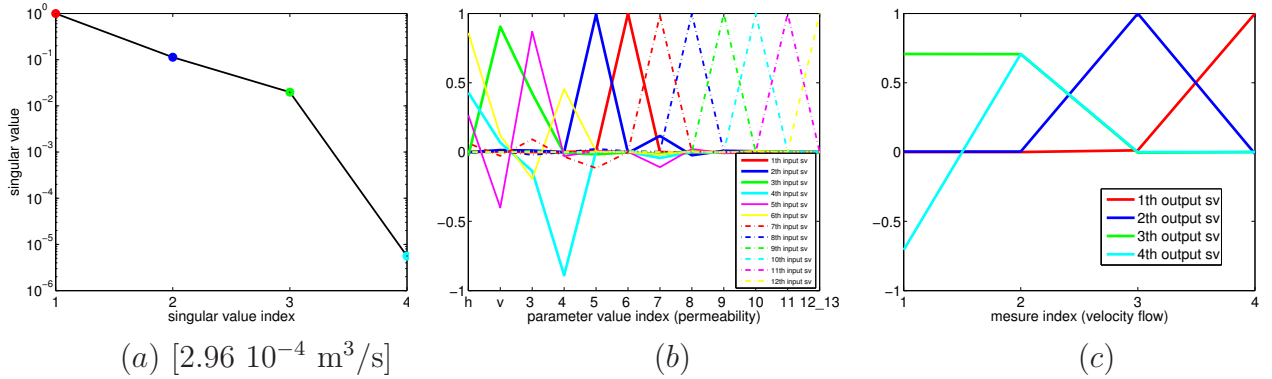 10^0
10^{-1}
10^{-2}
10^{-3}
10^{-4}
10^{-5}
10^{-6}
singular value
1 2 3 4
singular value index
(a) [2.96 10^{-4} m^3/s]
1
0.5
0
−0.5
−1
h v 3 4 5 6 7 8 9 10 11 12_13
parameter value index (permeability)
1th input sv
2th input sv
3th input sv
4th input sv
5th input sv
6th input sv
7th input sv
8th input sv
9th input sv
10th input sv
11th input sv
12th input sv
(b)
1
0.5
0
−0.5
−1
1 2 3 4
mesure index (velocity flow)
1th output sv
2th output sv
3th output sv
4th output sv
(c)